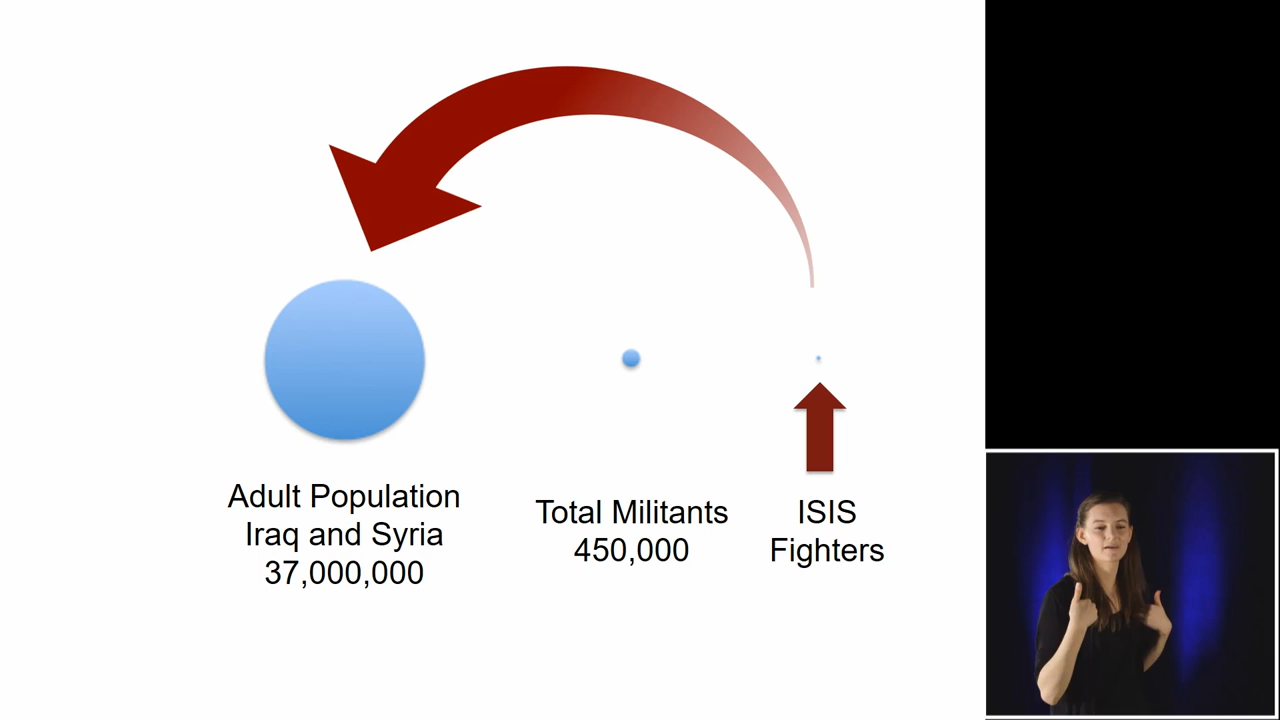 Adult Population
Iraq and Syria
37,000,000
Total Militants
450,000
ISIS
Fighters